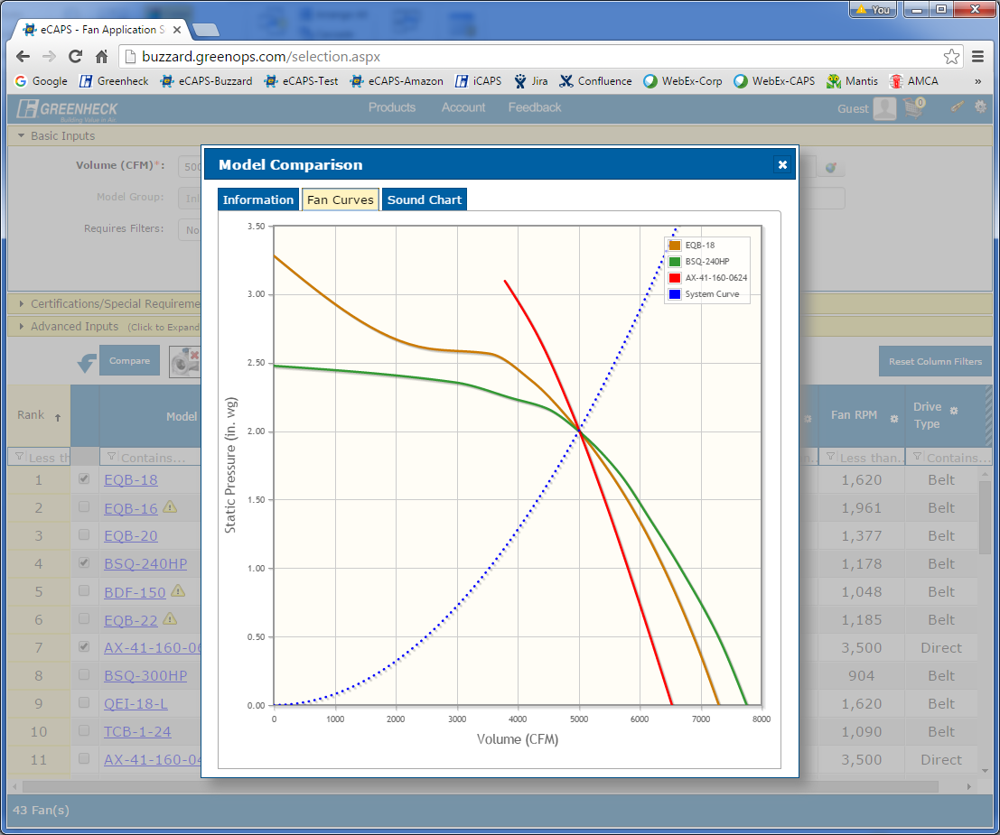 You
eCAPS - Fan Application S
buzzard.greenops.com/selection.aspx
Google Greenheck eCAPS-Buzzard eCAPS-Test eCAPS-Amazon iCAPS Jira Confluence WebEx-Corp WebEx-CAPS Mantis AMCA »
GREENHECK
Building Value in Air.
Products Account Feedback
Guest 0
Basic Inputs
Volume (CFM)*: 500
Model Group:
Requires Filters: No
Model Comparison
Information Fan Curves Sound Chart
3.50
3.00
2.50
2.00
1.50
1.00
0.50
0.00
Static Pressure (in. wg)
EQB-18
BSQ-240HP
AX-41-160-0624
System Curve
0 1000 2000 3000 4000 5000 6000 7000 8000
Volume (CFM)
Certifications/Special Requireme
Advanced Inputs (Click to Expand
Compare
Reset Column Filters
Rank Model Fan RPM Drive Type
Less th Contains... n.. Less than.. Contains...
1 EQB-18 1,620 Belt
2 EQB-16 1,961 Belt
3 EQB-20 1,377 Belt
4 BSQ-240HP 1,178 Belt
5 BDF-150 1,048 Belt
6 EQB-22 1,185 Belt
7 AX-41-160-06 3,500 Direct
8 BSQ-300HP 904 Belt
9 QEI-18-L 1,620 Belt
10 TCB-1-24 1,090 Belt
11 AX-41-160-04 3,500 Direct
43 Fan(s)